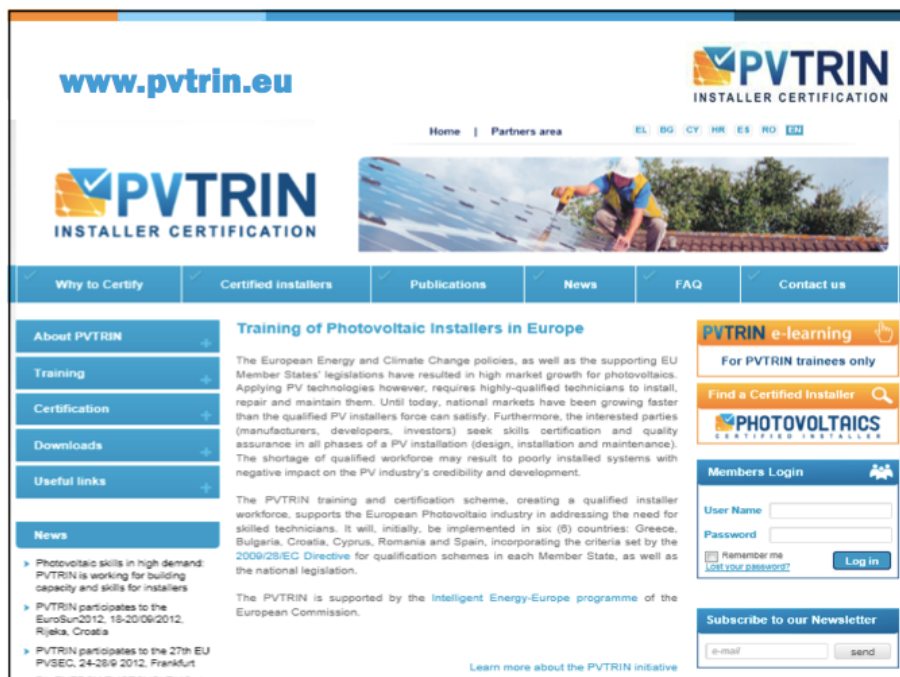 www.pvtrin.eu
PVTRIN
INSTALLER CERTIFICATION
Home | Partners area
EL BG CY HR ES RO EN
PVTRIN
INSTALLER CERTIFICATION
Why to Certify
Certified installers
Publications
News
FAQ
Contact us
About PVTRIN
Training
Certification
Downloads
Useful links
News
Photovoltaic skills in high demand:
PVTRIN is working for building
capacity and skills for installers
PVTRIN participates to the
EuroSun2012, 18-20/09/2012,
Rijeka, Croatia
PVTRIN participates to the 27th EU
PVSEC, 24-28/9 2012, Frankfurt
Training of Photovoltaic Installers in Europe
The European Energy and Climate Change policies, as well as the supporting EU
Member States' legislations have resulted in high market growth for photovoltaics.
Applying PV technologies however, requires highly-qualified technicians to install,
repair and maintain them. Until today, national markets have been growing faster
than the qualified PV installers force can satisfy. Furthermore, the interested parties
(manufacturers, developers, investors) seek skills certification and quality
assurance in all phases of a PV installation (design, installation and maintenance).
The shortage of qualified workforce may result to poorly installed systems with
negative impact on the PV industry's credibility and development.
The PVTRIN training and certification scheme, creating a qualified installer
workforce, supports the European Photovoltaic industry in addressing the need for
skilled technicians. It will, initially, be implemented in six (6) countries: Greece,
Bulgaria, Croatia, Cyprus, Romania and Spain, incorporating the criteria set by the
2009/28/EC Directive for qualification schemes in each Member State, as well as
the national legislation.
The PVTRIN is supported by the Intelligent Energy-Europe programme of the
European Commission.
Learn more about the PVTRIN initiative
PVTRIN e-learning
For PVTRIN trainees only
Find a Certified Installer
PHOTOVOLTAICS
CERTIFIED INSTALLER
Members Login
User Name
Password
Remember me
Lost your password?
Log in
Subscribe to our Newsletter
e-mail
send